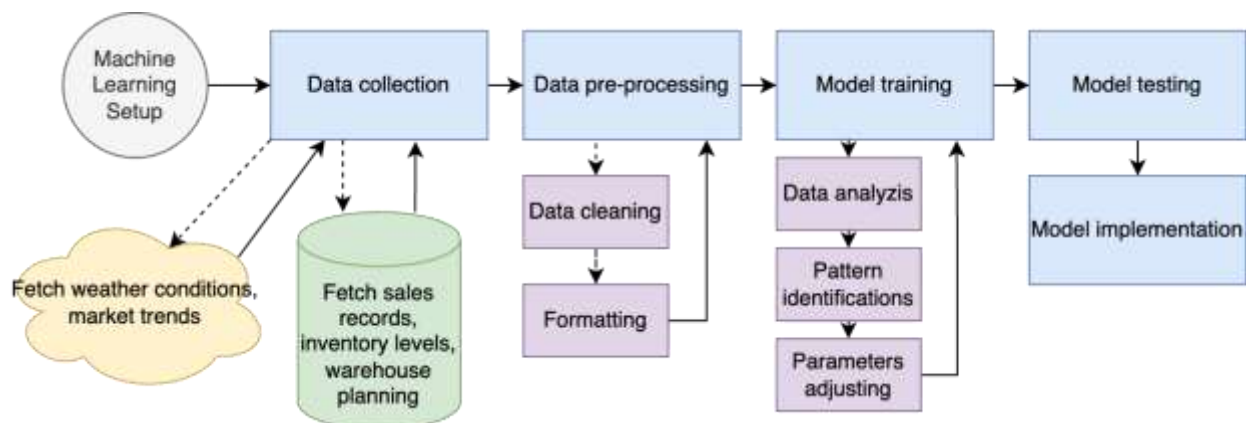 Machine
Learning
Setup
Data collection
Data pre-processing
Model training
Model testing
Data cleaning
Formatting
Data analyzis
Pattern
identifications
Parameters
adjusting
Model implementation
Fetch weather conditions,
market trends
Fetch sales
records,
inventory levels,
warehouse
planning